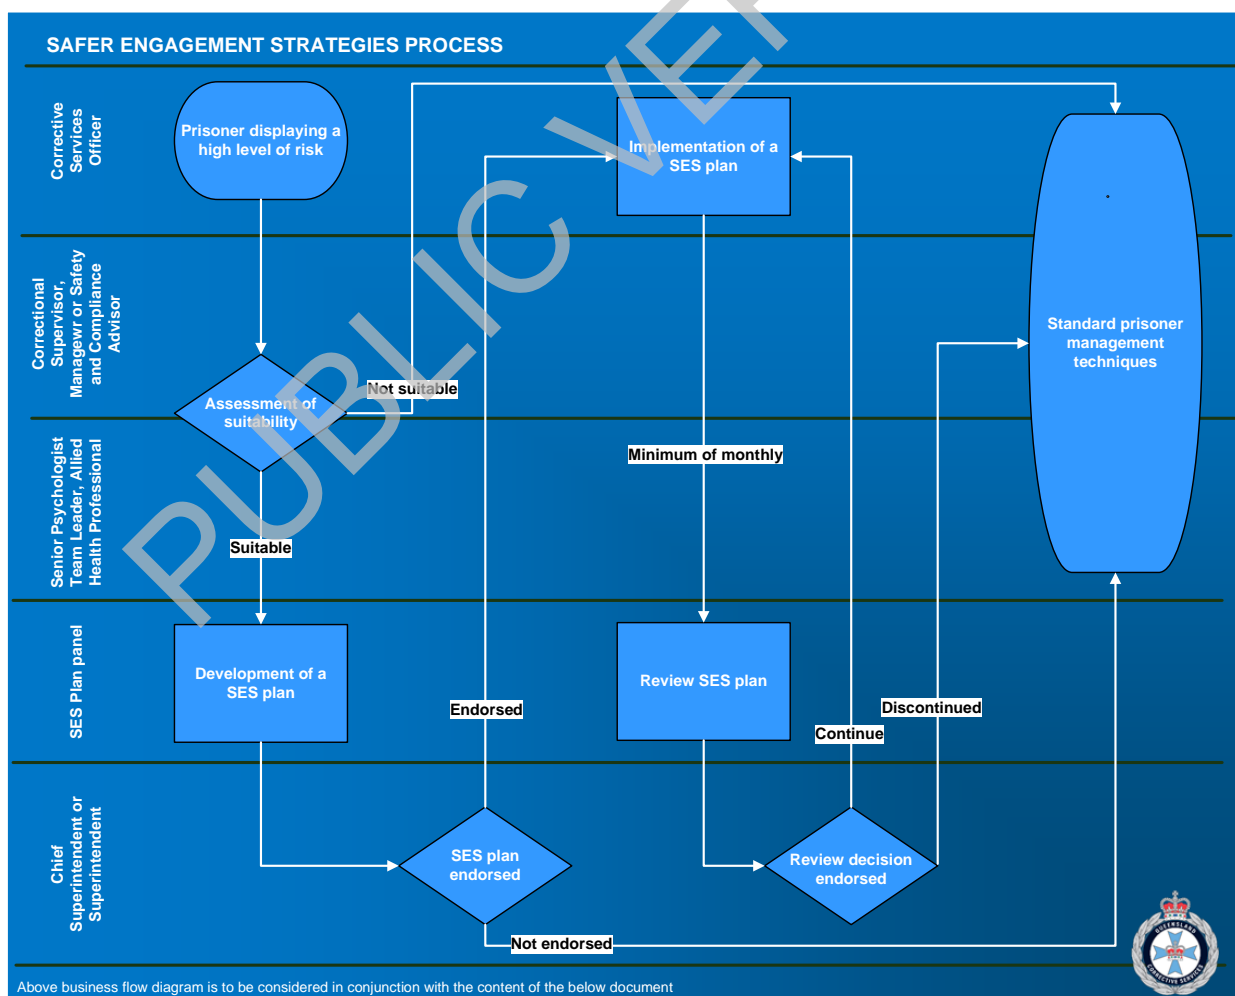 SAFER ENGAGEMENT STRATEGIES PROCESS
Corrective
Services
Officer
Prisoner displaying a
high level of risk
Implementation of a
SES plan
Correctional
Supervisor,
Managewr or Safety
and Compliance
Advisor
Assessment of
suitability
Not suitable
Standard prisoner
management
techniques
Senior Psychologist
Team Leader, Allied
Health Professional
Suitable
Minimum of monthly
SES Plan panel
Development of a
SES plan
Endorsed
Review SES plan
Continue
Discontinued
Chief
Superintendent or
Superintendent
SES plan
endorsed
Review decision
endorsed
Not endorsed
QUEENSLAND
CORRECTIVE SERVICES
Above business flow diagram is to be considered in conjunction with the content of the below document
PUBLIC